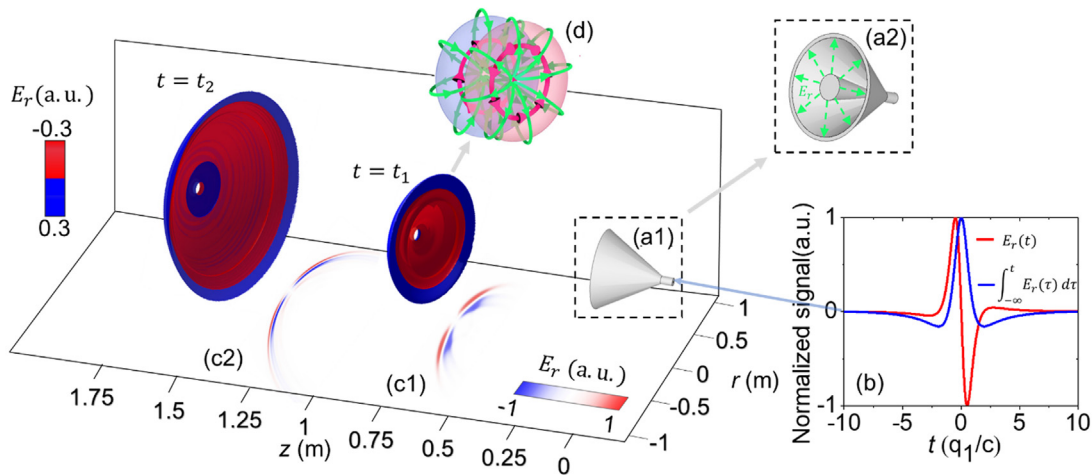 (d)
(a2)
E_r
t = t_2
E_r (a. u.)
-0.3
0.3
t = t_1
(a1)
(c2)
(c1)
E_r (a. u.)
-1
1
1.75
1.5
1.25
1
0.75
0.5
0.25
0
z (m)
1
0.5
0
-0.5
-1
r (m)
Normalized signal(a.u.)
1
0
-1
E_r(t)
∫_{-∞}^{t} E_r(τ) dτ
(b)
-10
-5
0
5
10
t (q_1/c)